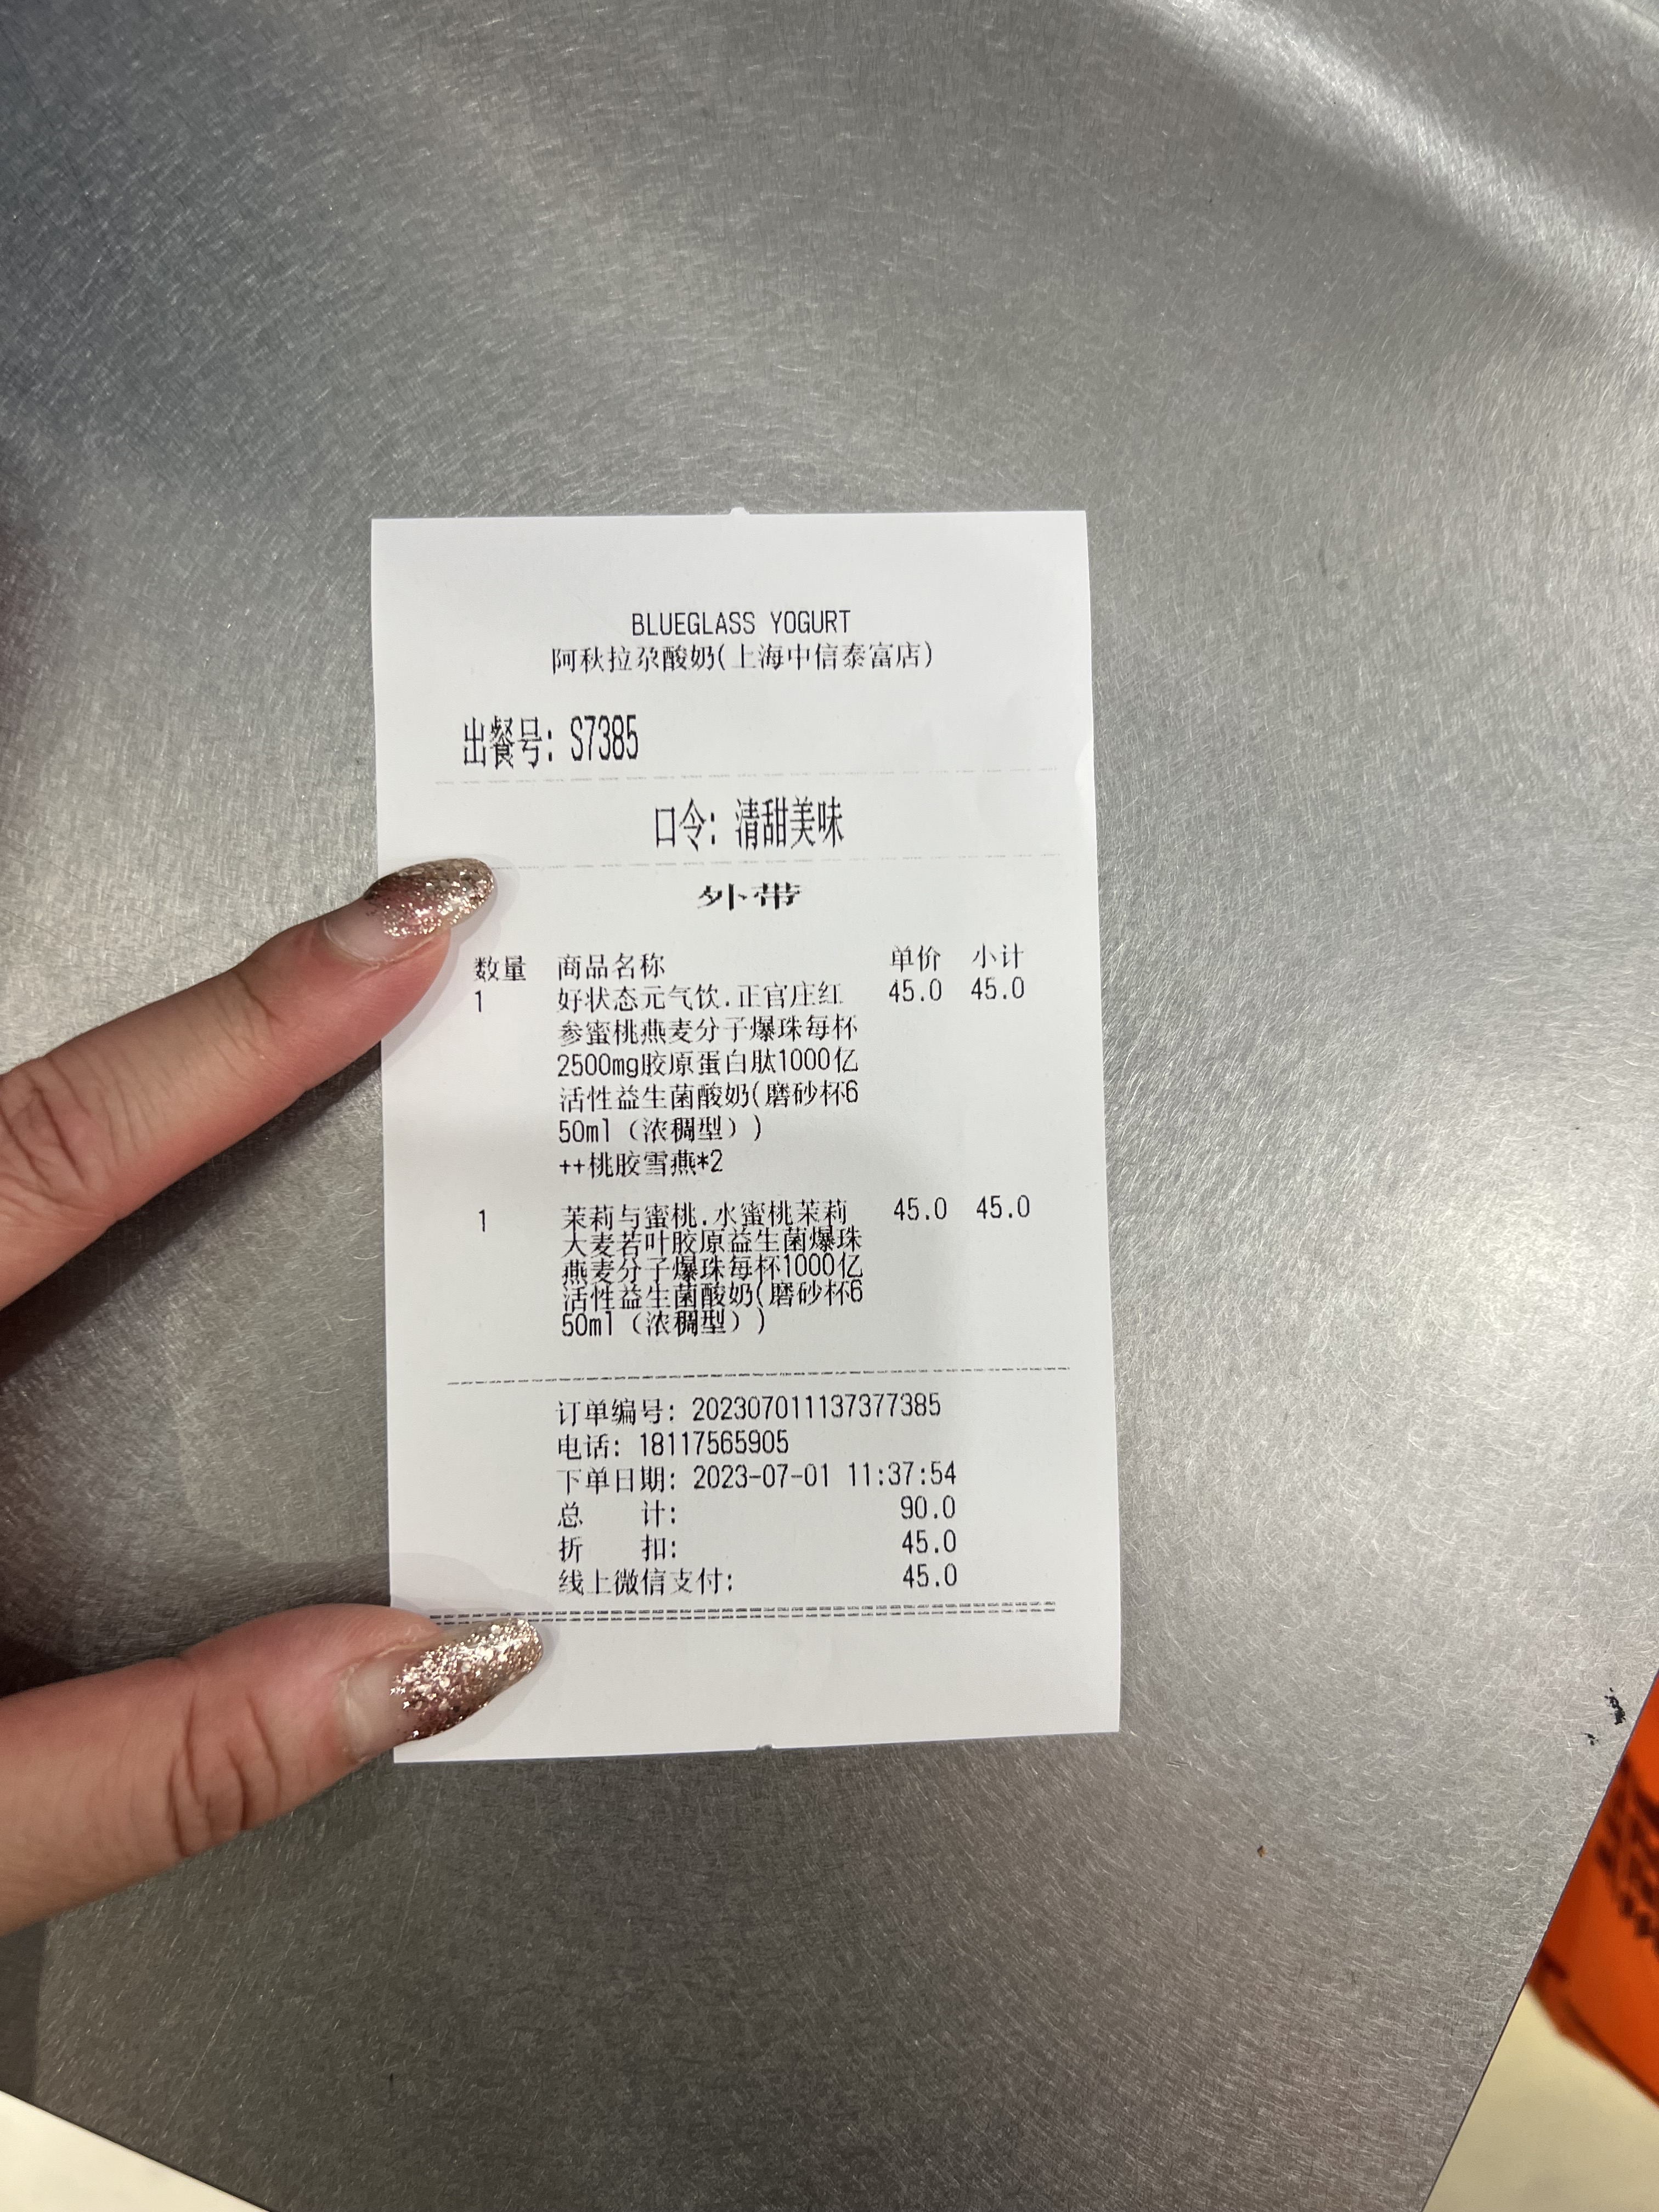 BLUEGLASS YOGURT
阿秋拉尕酸奶(上海中信泰富店)
出餐号: S7385
口令: 清甜美味
外带
数量 商品名称 单价 小计
1 好状态元气饮.正官庄红 45.0 45.0
参蜜桃燕麦分子爆珠每杯
2500mg胶原蛋白肽1000亿
活性益生菌酸奶(磨砂杯6
50ml（浓稠型）)
++桃胶雪燕*2
1 茉莉与蜜桃.水蜜桃茉莉 45.0 45.0
大麦若叶胶原益生菌爆珠
燕麦分子爆珠每杯1000亿
活性益生菌酸奶(磨砂杯6
50ml（浓稠型）)
订单编号: 202307011137377385
电话: 18117565905
下单日期: 2023-07-01 11:37:54
总 计: 90.0
折 扣: 45.0
线上微信支付: 45.0